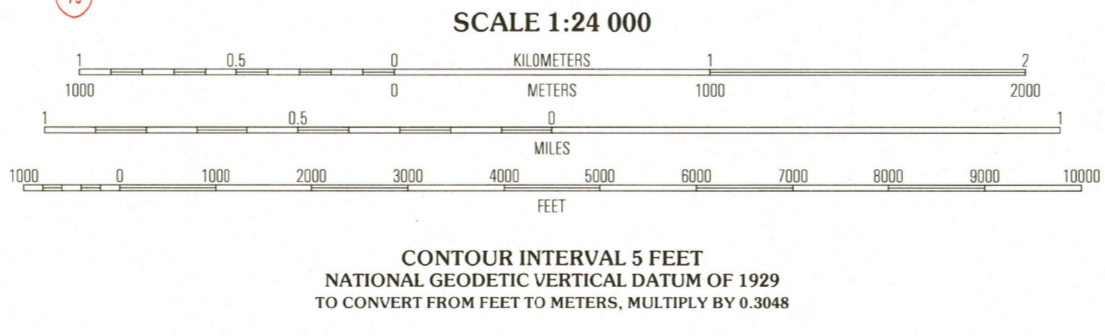 SCALE 1:24 000
1 0.5 0 KILOMETERS 1 2
1000 0 METERS 1000 2000
1 0.5 0 1
MILES
1000 0 1000 2000 3000 4000 5000 6000 7000 8000 9000 10000
FEET
CONTOUR INTERVAL 5 FEET
NATIONAL GEODETIC VERTICAL DATUM OF 1929
TO CONVERT FROM FEET TO METERS, MULTIPLY BY 0.3048